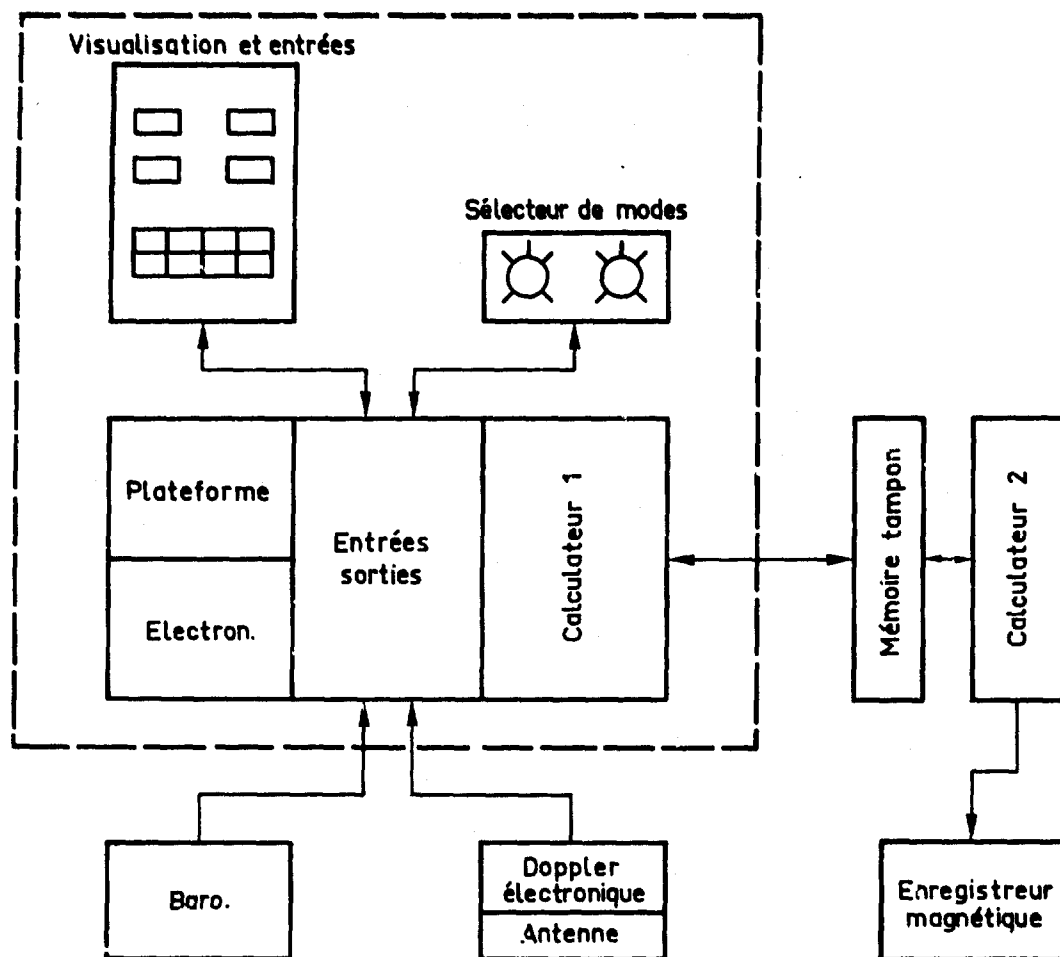 Visualisation et entrées
Sélecteur de modes
Plateforme
Electron.
Entrées
sorties
Calculateur 1
Mémoire tampon
Calculateur 2
Baro.
Doppler
électronique
Antenne
Enregistreur
magnétique